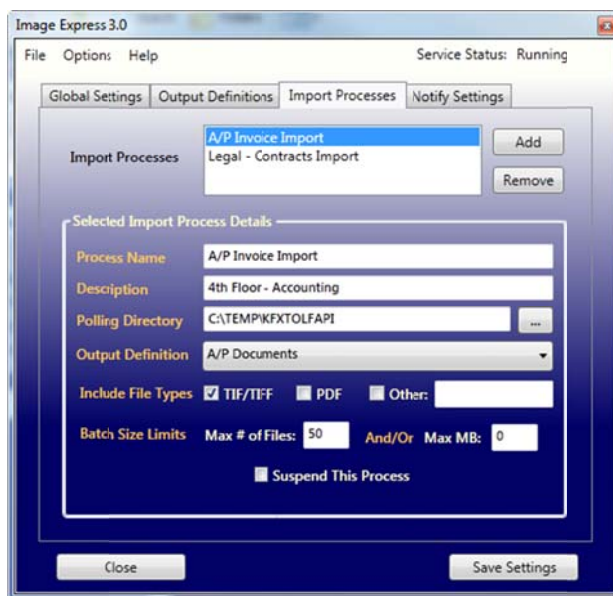 Image Express 3.0
File Options Help Service Status: Running
Global Settings Output Definitions Import Processes Notify Settings
Import Processes
A/P Invoice Import
Legal - Contracts Import
Add
Remove
Selected Import Process Details
Process Name A/P Invoice Import
Description 4th Floor - Accounting
Polling Directory C:\TEMP\KFXTOLFAPI ...
Output Definition A/P Documents
Include File Types TIF/TIFF PDF Other:
Batch Size Limits Max # of Files: 50 And/Or Max MB: 0
Suspend This Process
Close Save Settings